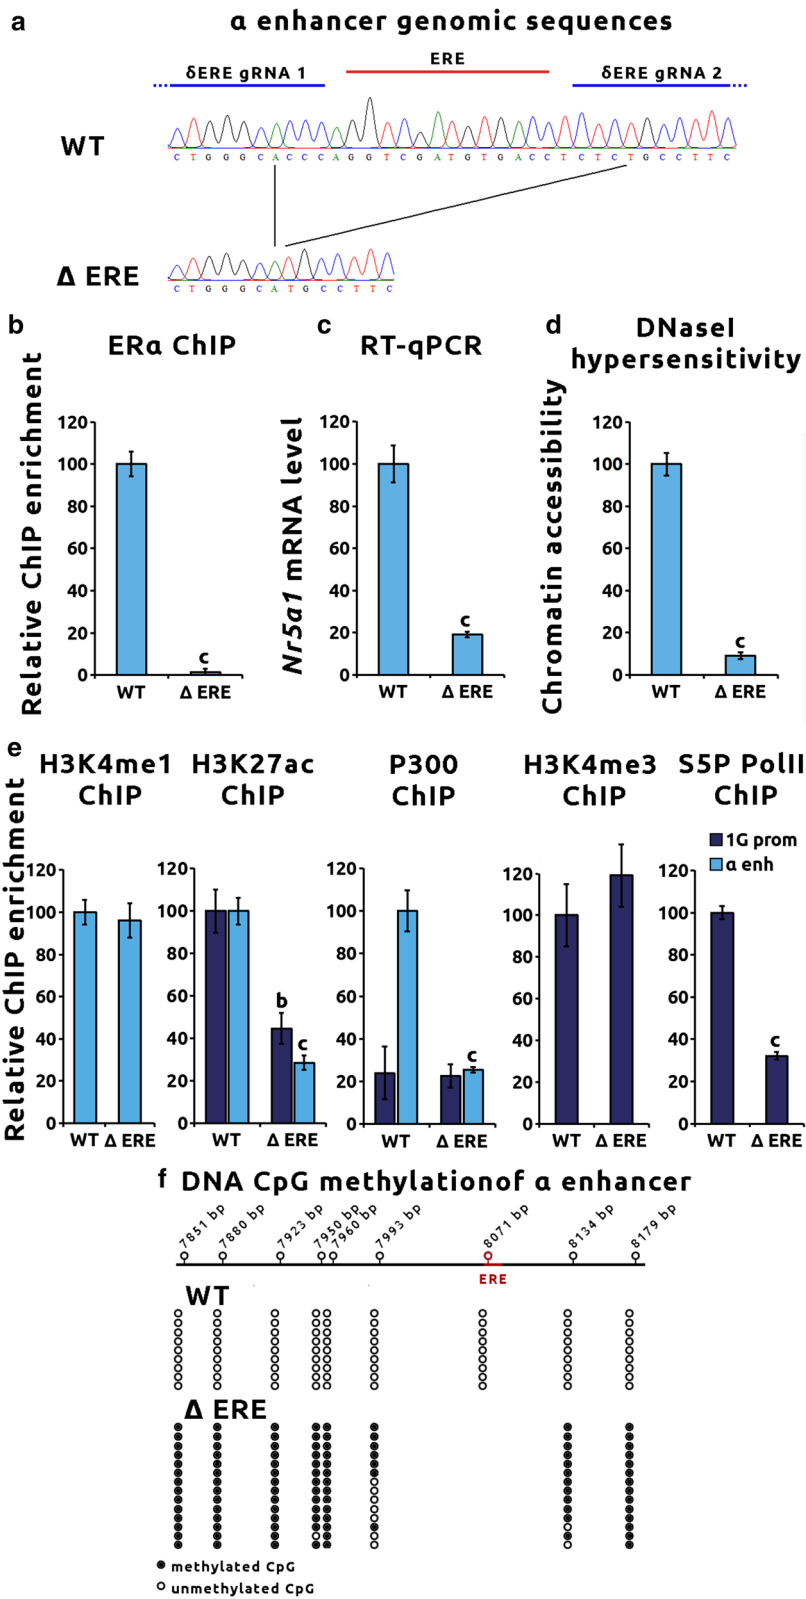 a
α enhancer genomic sequences
δERE gRNA 1
ERE
δERE gRNA 2
WT
C T G G G C A C C C A G G T C G A T G T G A C C T C T C T G C C T T C
Δ ERE
C T G G G C A T G C C T T C
b
ERα ChIP
Relative ChIP enrichment
120
100
80
60
40
20
0
c
WT
Δ ERE
c
RT-qPCR
Nr5a1 mRNA level
120
100
80
60
40
20
0
c
WT
Δ ERE
d
DNaseI
hypersensitivity
Chromatin accessibility
120
100
80
60
40
20
0
c
WT
Δ ERE
e
Relative ChIP enrichment
H3K4me1
ChIP
120
100
80
60
40
20
0
WT
Δ ERE
H3K27ac
ChIP
120
100
80
60
40
20
0
b
c
WT
Δ ERE
P300
ChIP
120
100
80
60
40
20
0
c
WT
Δ ERE
H3K4me3
ChIP
120
100
80
60
40
20
0
WT
Δ ERE
S5P PolII
ChIP
1G prom
α enh
120
100
80
60
40
20
0
c
WT
Δ ERE
f
DNA CpG methylationof α enhancer
7851 bp
7880 bp
7923 bp
7950 bp
7960 bp
7993 bp
8071 bp
8134 bp
8179 bp
ERE
WT
Δ ERE
methylated CpG
unmethylated CpG